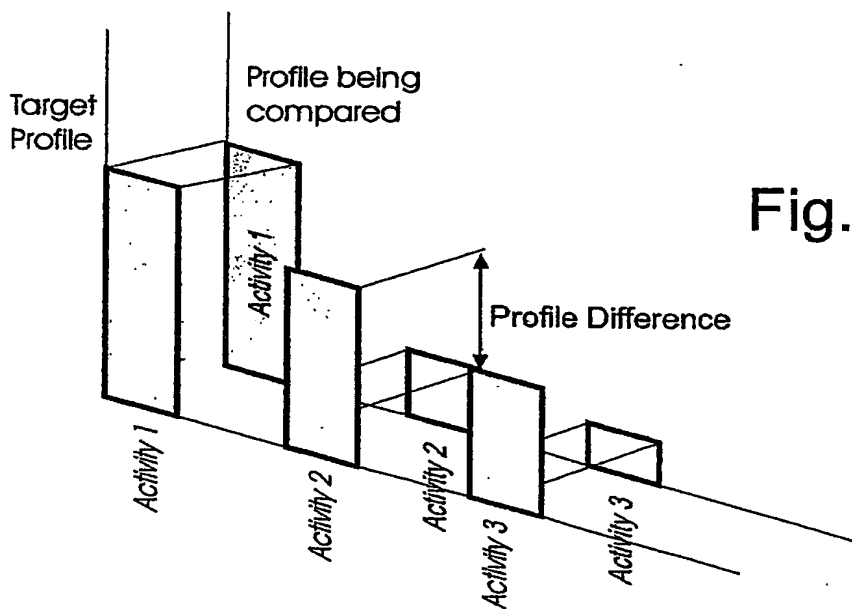 Target
Profile
Profile being
compared
Fig.
Activity 1
Profile Difference
Activity 1
Activity 2
Activity 2
Activity 3
Activity 3